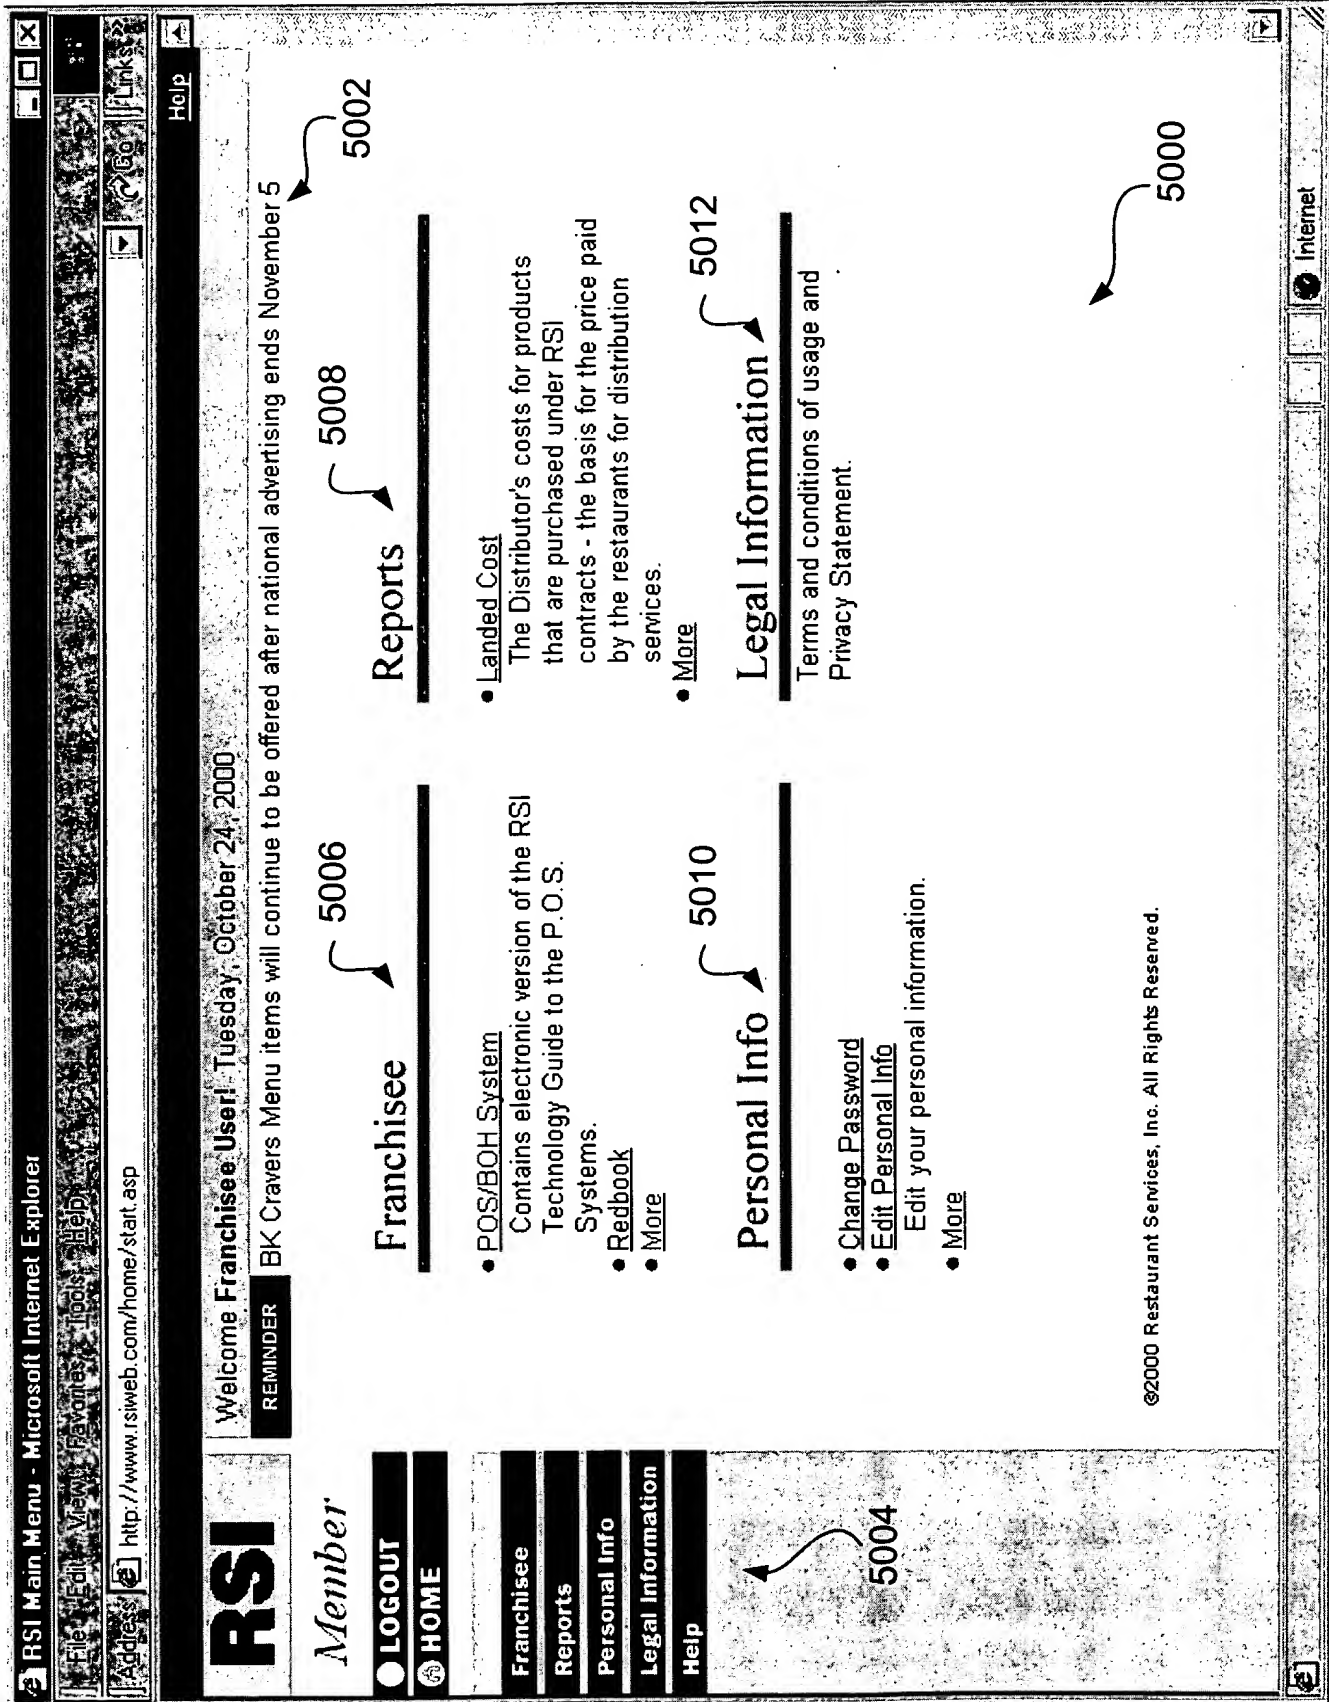 RSI Main Menu - Microsoft Internet Explorer
File Edit View Favorites Tools Help
Address http://www.rsiweb.com/home/start.asp Go Links »
Help
RSI
Welcome Franchisee User! Tuesday, October 24, 2000
REMINDER BK Cravers Menu items will continue to be offered after national advertising ends November 5
5002
Member
LOGOUT
HOME
Franchisee
Reports
Personal Info
Legal Information
Help
5004
Franchisee
5006
• POS/BOH System
Contains electronic version of the RSI
Technology Guide to the P.O.S.
Systems.
• Redbook
• More
Reports
5008
• Landed Cost
The Distributor's costs for products
that are purchased under RSI
contracts - the basis for the price paid
by the restaurants for distribution
services.
• More
Personal Info
5010
• Change Password
• Edit Personal Info
Edit your personal information.
• More
Legal Information
5012
Terms and conditions of usage and
Privacy Statement.
5000
©2000 Restaurant Services, Inc. All Rights Reserved.
Internet